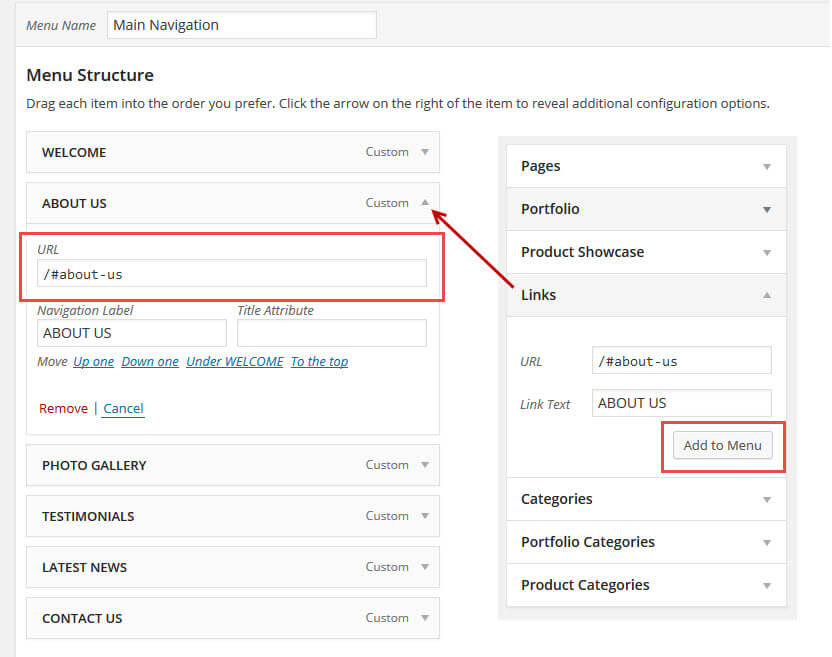 Menu Name Main Navigation
Menu Structure
Drag each item into the order you prefer. Click the arrow on the right of the item to reveal additional configuration options.
WELCOME Custom
ABOUT US Custom
URL
/#about-us
Navigation Label Title Attribute
ABOUT US
Move Up one Down one Under WELCOME To the top
Remove | Cancel
PHOTO GALLERY Custom
TESTIMONIALS Custom
LATEST NEWS Custom
CONTACT US Custom
Pages
Portfolio
Product Showcase
Links
URL /#about-us
Link Text ABOUT US
Add to Menu
Categories
Portfolio Categories
Product Categories